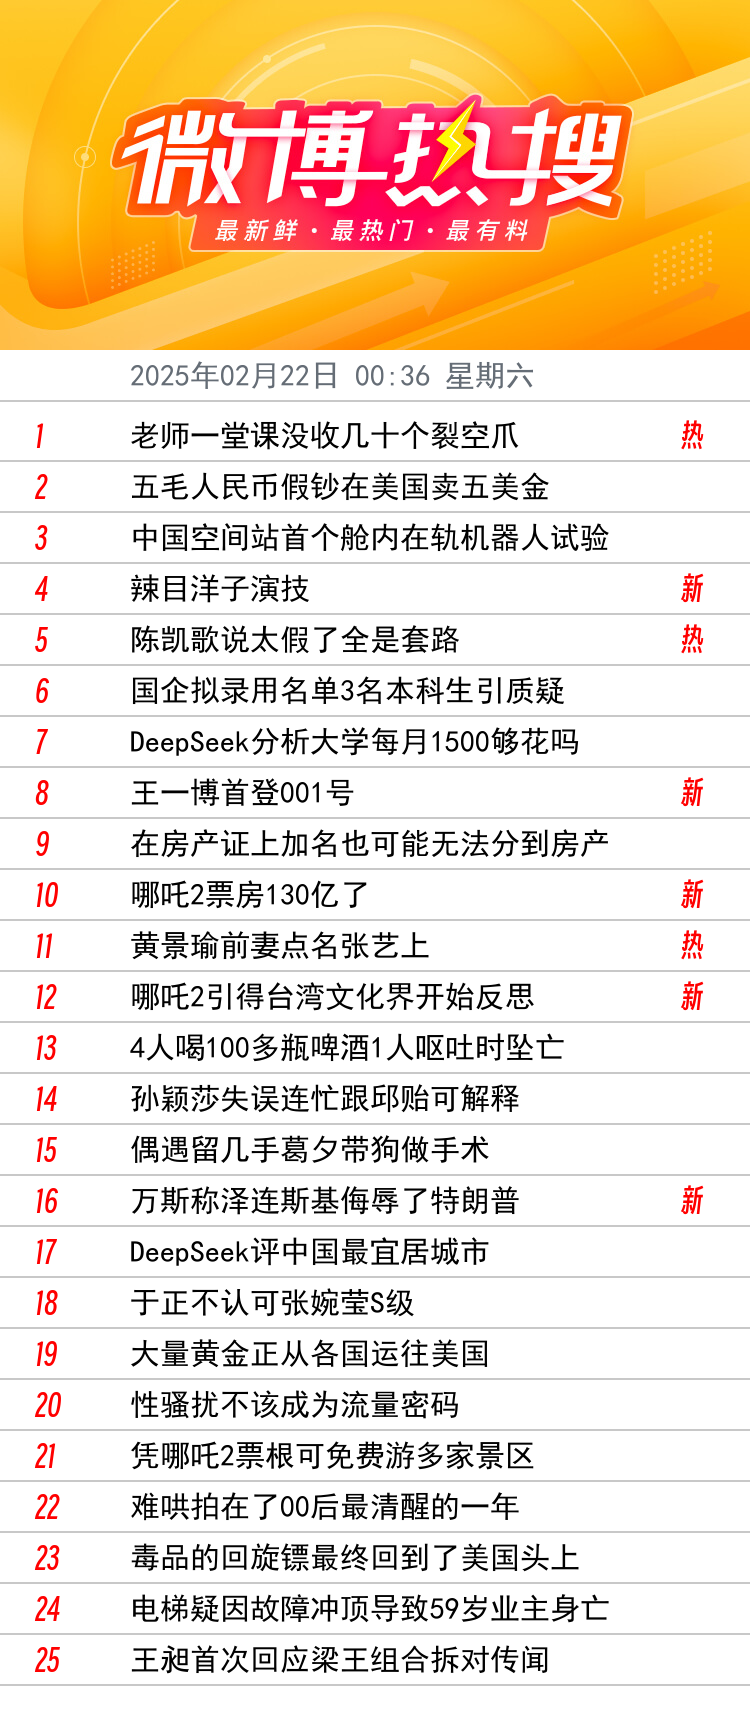 微博热搜
最新鲜·最热门·最有料
2025年02月22日 00:36 星期六
1 老师一堂课没收几十个裂空爪 热
2 五毛人民币假钞在美国卖五美金
3 中国空间站首个舱内在轨机器人试验
4 辣目洋子演技 新
5 陈凯歌说太假了全是套路 热
6 国企拟录用名单3名本科生引质疑
7 DeepSeek分析大学每月1500够花吗
8 王一博首登001号 新
9 在房产证上加名也可能无法分到房产
10 哪吒2票房130亿了 新
11 黄景瑜前妻点名张艺上 热
12 哪吒2引得台湾文化界开始反思 新
13 4人喝100多瓶啤酒1人呕吐时坠亡
14 孙颖莎失误连忙跟邱贻可解释
15 偶遇留几手葛夕带狗做手术
16 万斯称泽连斯基侮辱了特朗普 新
17 DeepSeek评中国最宜居城市
18 于正不认可张婉莹S级
19 大量黄金正从各国运往美国
20 性骚扰不该成为流量密码
21 凭哪吒2票根可免费游多家景区
22 难哄拍在了00后最清醒的一年
23 毒品的回旋镖最终回到了美国头上
24 电梯疑因故障冲顶导致59岁业主身亡
25 王昶首次回应梁王组合拆对传闻